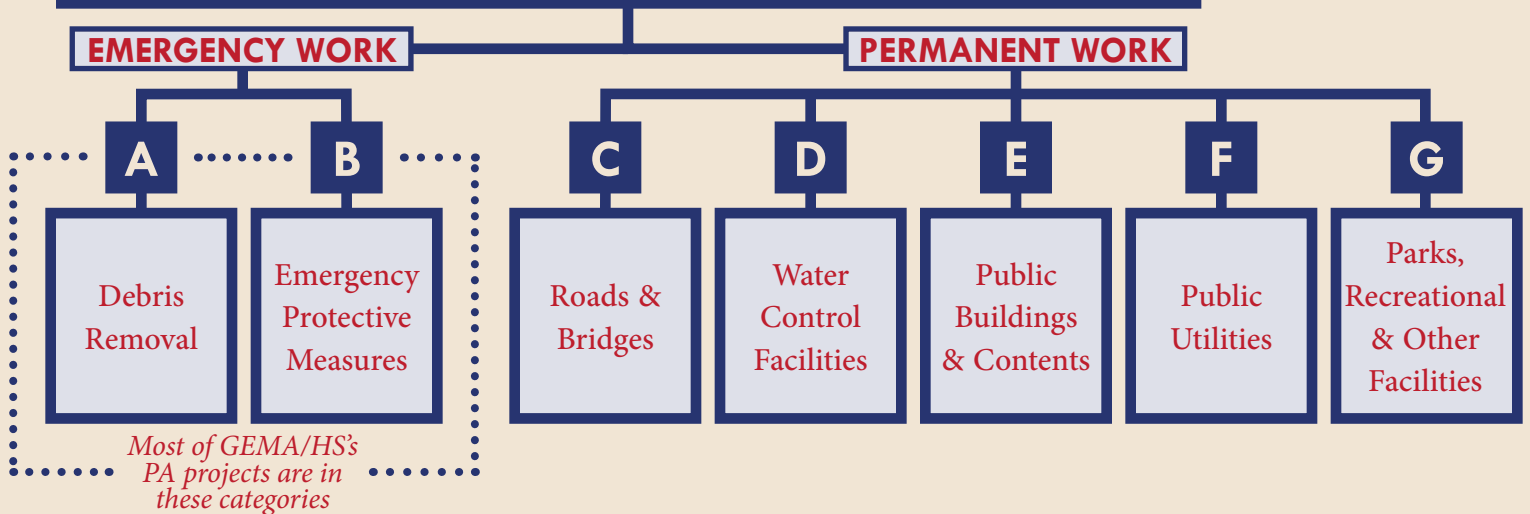 EMERGENCY WORK
PERMANENT WORK
A
B
C
D
E
F
G
Debris
Removal
Emergency
Protective
Measures
Roads &
Bridges
Water
Control
Facilities
Public
Buildings
& Contents
Public
Utilities
Parks,
Recreational
& Other
Facilities
Most of GEMA/HS's
PA projects are in
these categories